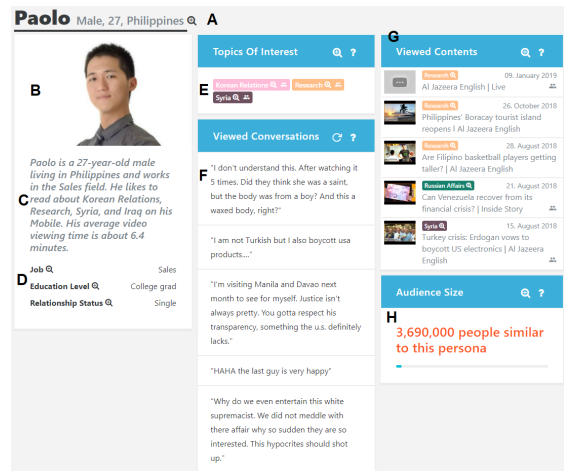 Paolo Male, 27, Philippines
A
B
Paolo is a 27-year-old male
living in Philippines and works
in the Sales field. He likes to
read about Korean Relations,
Research, Syria, and Iraq on his
Mobile. His average video
viewing time is about 6.4
minutes.
C
D
Job Sales
Education Level College grad
Relationship Status Single
Topics Of Interest ?
E
Korean Relations Research
Syria
Viewed Conversations ?
F
"I don't understand this. After watching it
5 times. Did they think she was a saint,
but the body was from a boy? And this a
waxed body, right?"
"I am not Turkish but I also boycott usa
products...."
"I'm visiting Manila and Davao next
month to see for myself. Justice isn't
always pretty. You gotta respect his
transparency, something the u.s. definitely
lacks."
"HAHA the last guy is very happy"
"Why do we even entertain this white
supremacist. We did not meddle with
there affair why so sudden they are so
interested. This hypocrites should shot
up."
G
Viewed Contents ?
Research 09. January 2019
Al Jazeera English | Live
Research 26. October 2018
Philippines' Boracay tourist island
reopens l Al Jazeera English
Research 28. August 2018
Are Filipino basketball players getting
taller? | Al Jazeera English
Russian Affairs 21. August 2018
Can Venezuela recover from its
financial crisis? | Inside Story
Syria 15. August 2018
Turkey crisis: Erdogan vows to
boycott US electronics | Al Jazeera
English
Audience Size ?
H
3,690,000 people similar
to this persona